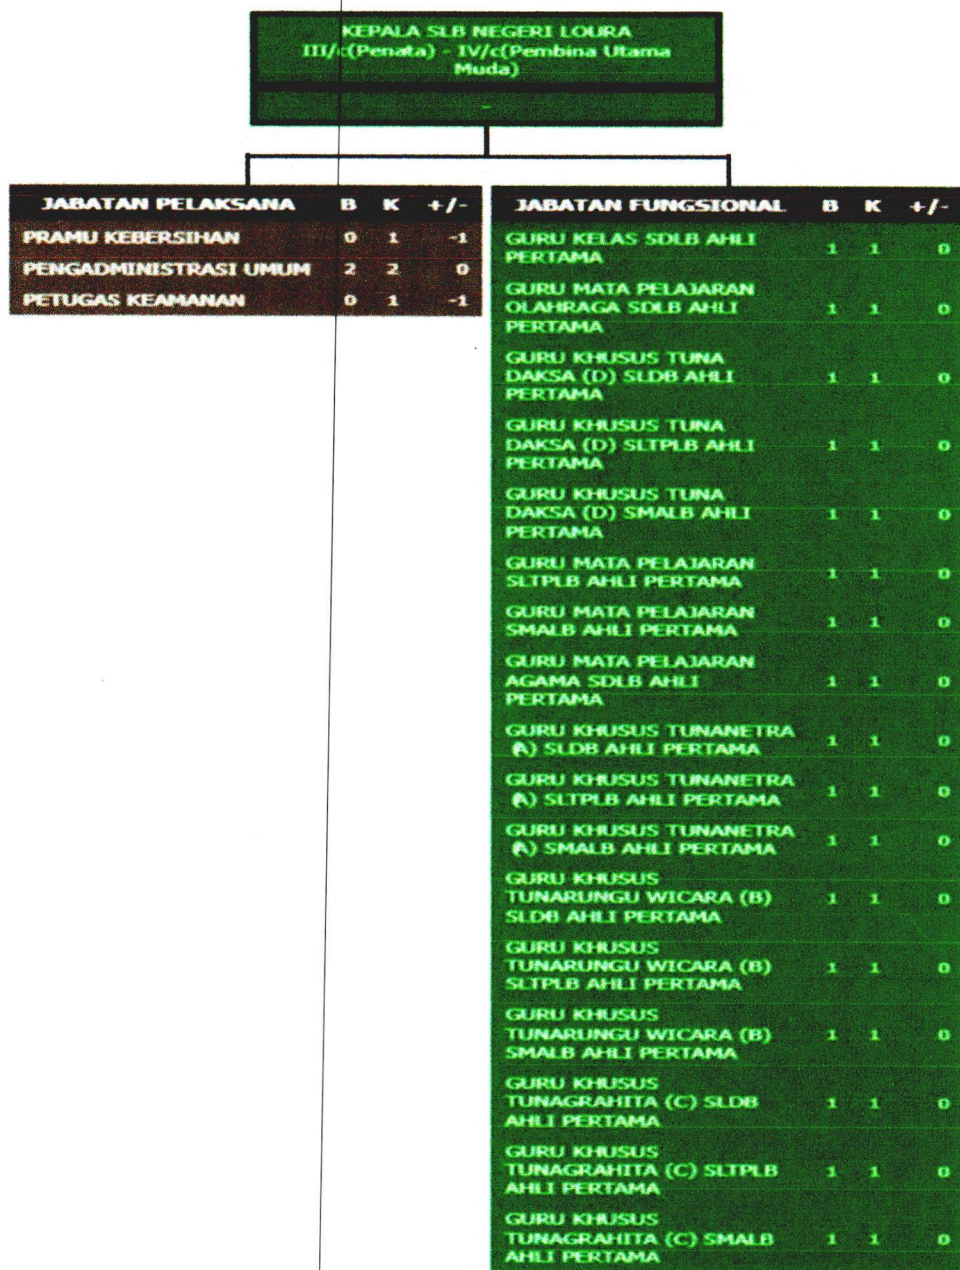 KEPALA SLB NEGERI LOURA
III/c(Penata) - IV/c(Pembina Utama
Muda)
-
JABATAN PELAKSANA B K +/-
PRAMU KEBERSIHAN 0 1 -1
PENGADMINISTRASI UMUM 2 2 0
PETUGAS KEAMANAN 0 1 -1
JABATAN FUNGSIONAL B K +/-
GURU KELAS SDLB AHLI
PERTAMA 1 1 0
GURU MATA PELAJARAN
OLAHRAGA SDLB AHLI 1 1 0
PERTAMA
GURU KHUSUS TUNA
DAKSA (D) SLDB AHLI 1 1 0
PERTAMA
GURU KHUSUS TUNA
DAKSA (D) SLTPLB AHLI 1 1 0
PERTAMA
GURU KHUSUS TUNA
DAKSA (D) SMALB AHLI 1 1 0
PERTAMA
GURU MATA PELAJARAN
SLTPLB AHLI PERTAMA 1 1 0
GURU MATA PELAJARAN
SMALB AHLI PERTAMA 1 1 0
GURU MATA PELAJARAN
AGAMA SDLB AHLI 1 1 0
PERTAMA
GURU KHUSUS TUNANETRA
(A) SLDB AHLI PERTAMA 1 1 0
GURU KHUSUS TUNANETRA
(A) SLTPLB AHLI PERTAMA 1 1 0
GURU KHUSUS TUNANETRA
(A) SMALB AHLI PERTAMA 1 1 0
GURU KHUSUS
TUNARUNGU WICARA (B) 1 1 0
SLDB AHLI PERTAMA
GURU KHUSUS
TUNARUNGU WICARA (B) 1 1 0
SLTPLB AHLI PERTAMA
GURU KHUSUS
TUNARUNGU WICARA (B) 1 1 0
SMALB AHLI PERTAMA
GURU KHUSUS
TUNAGRAHITA (C) SLDB 1 1 0
AHLI PERTAMA
GURU KHUSUS
TUNAGRAHITA (C) SLTPLB 1 1 0
AHLI PERTAMA
GURU KHUSUS
TUNAGRAHITA (C) SMALB 1 1 0
AHLI PERTAMA